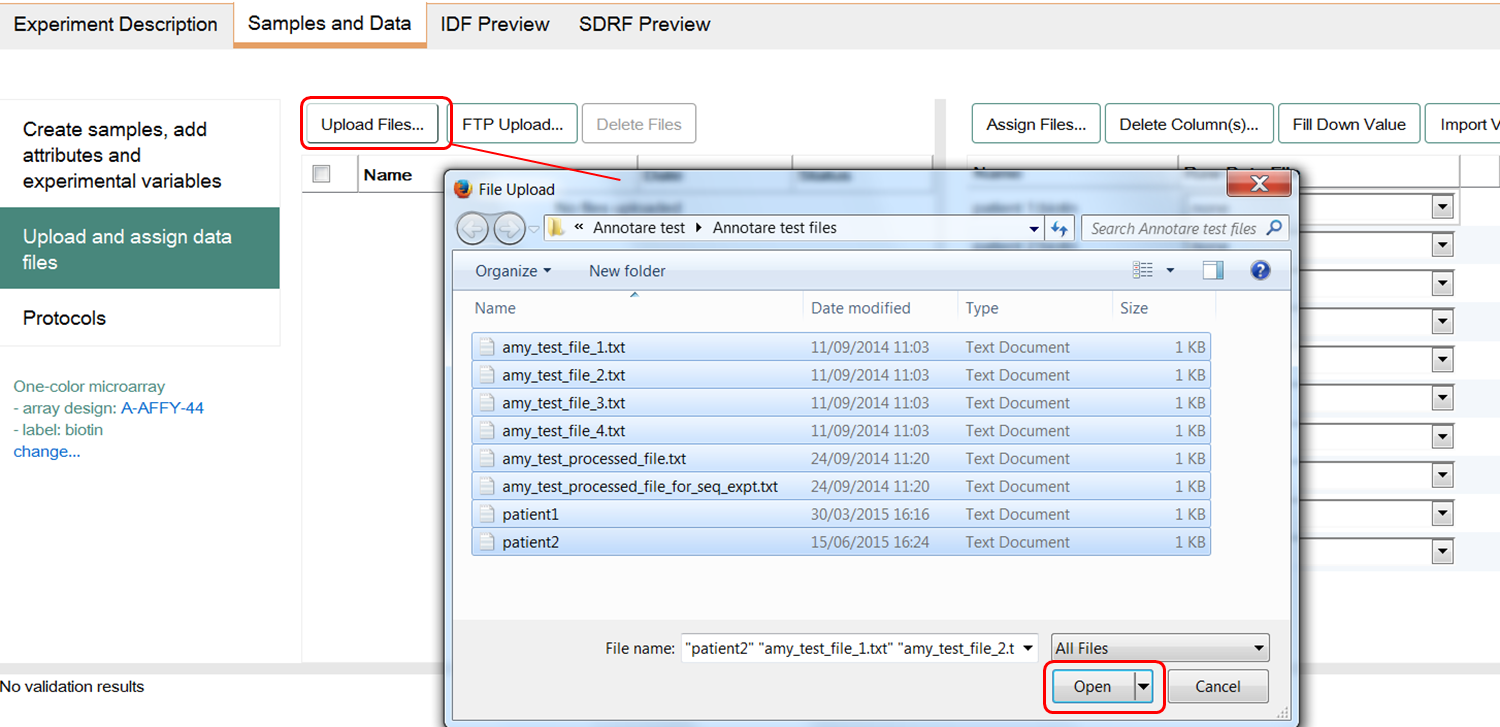 Experiment Description Samples and Data IDF Preview SDRF Preview
Create samples, add
attributes and
experimental variables
Upload and assign data
files
Protocols
One-color microarray
- array design: A-AFFY-44
- label: biotin
change...
Upload Files... FTP Upload... Delete Files
Name
Assign Files... Delete Column(s)... Fill Down Value Import V
File Upload
« Annotare test Annotare test files Search Annotare test files
Organize New folder
Name Date modified Type Size
amy_test_file_1.txt 11/09/2014 11:03 Text Document 1 KB
amy_test_file_2.txt 11/09/2014 11:03 Text Document 1 KB
amy_test_file_3.txt 11/09/2014 11:03 Text Document 1 KB
amy_test_file_4.txt 11/09/2014 11:03 Text Document 1 KB
amy_test_processed_file.txt 24/09/2014 11:20 Text Document 1 KB
amy_test_processed_file_for_seq_expt.txt 24/09/2014 11:20 Text Document 1 KB
patient1 30/03/2015 16:16 Text Document 1 KB
patient2 15/06/2015 16:24 Text Document 1 KB
File name: "patient2" "amy_test_file_1.txt" "amy_test_file_2.t All Files
Open Cancel
No validation results